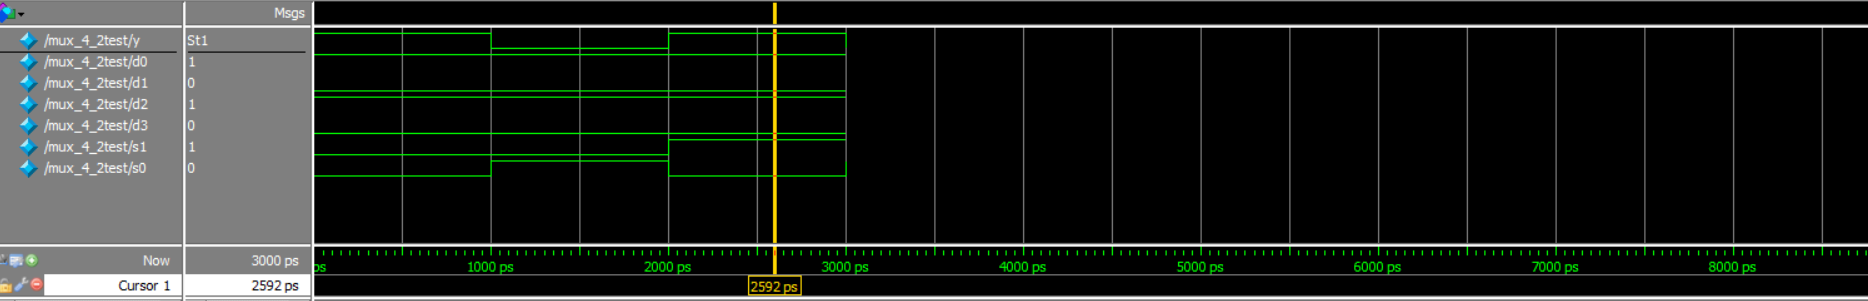 Msgs
/mux_4_2test/y St1
/mux_4_2test/d0 1
/mux_4_2test/d1 0
/mux_4_2test/d2 1
/mux_4_2test/d3 0
/mux_4_2test/s1 1
/mux_4_2test/s0 0
Now 3000 ps ps 1000 ps 2000 ps 3000 ps 4000 ps 5000 ps 6000 ps 7000 ps 8000 ps
Cursor 1 2592 ps 2592 ps